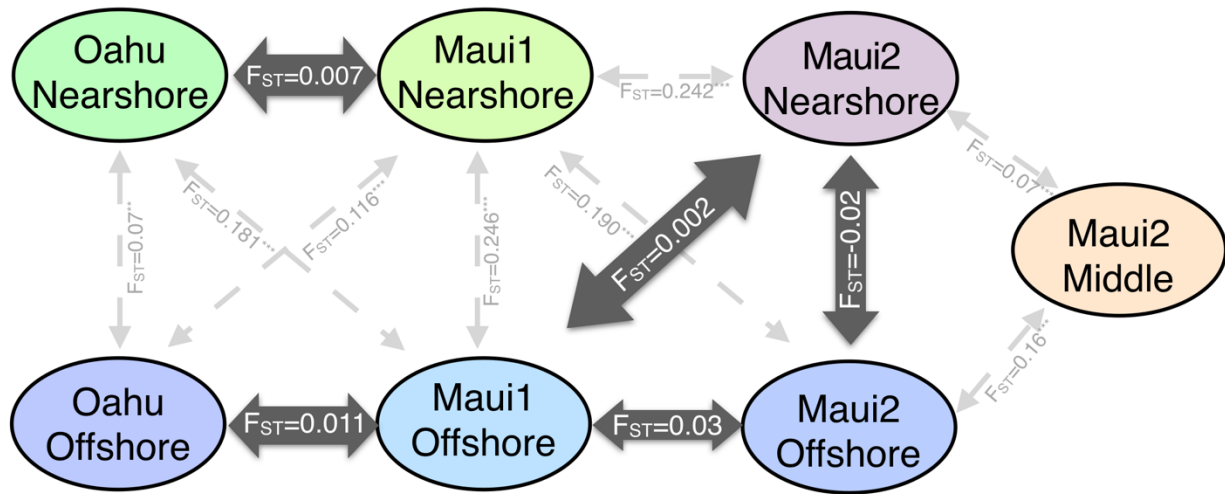 Oahu
Nearshore
FST=0.007
Maui1
Nearshore
FST=0.242***
Maui2
Nearshore
FST=0.07**
FST=0.181***
FST=0.116***
FST=0.246***
FST=0.190***
FST=0.002
FST=-0.02
FST=0.07***
Maui2
Middle
FST=0.16***
Oahu
Offshore
FST=0.011
Maui1
Offshore
FST=0.03
Maui2
Offshore